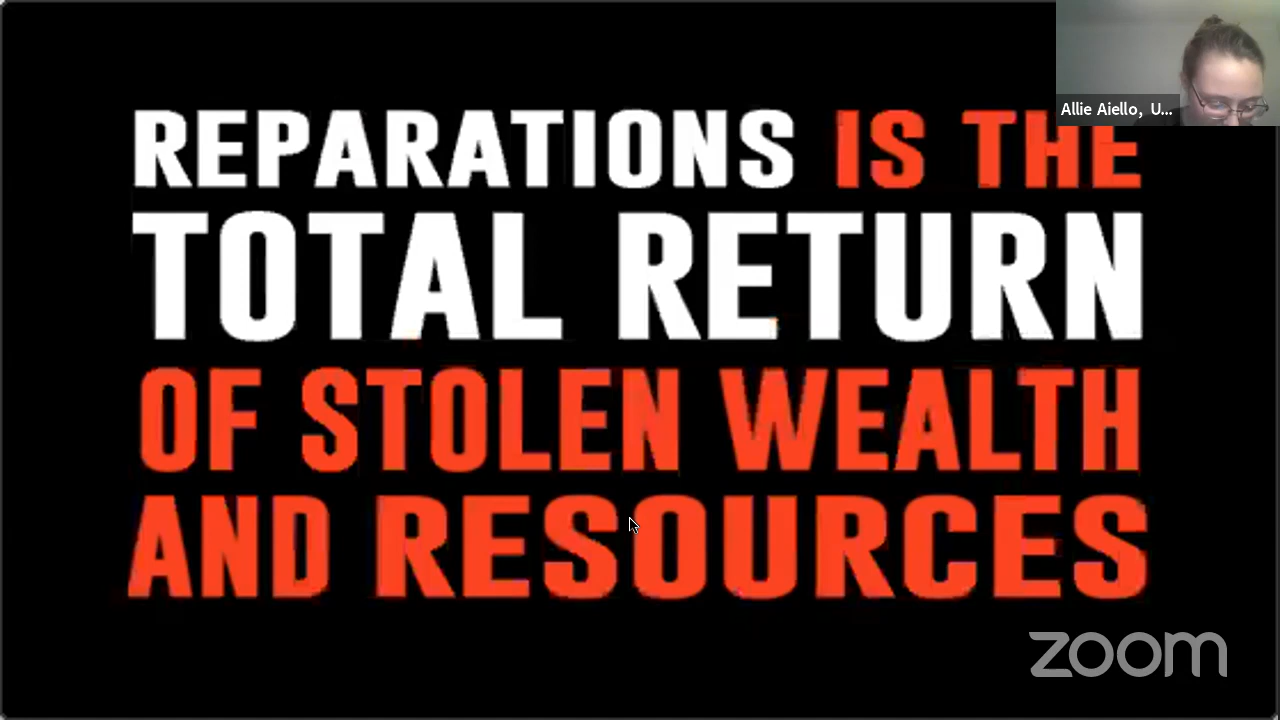 Allie Aiello, U...
REPARATIONS IS THE
TOTAL RETURN
OF STOLEN WEALTH
AND RESOURCES
zoom